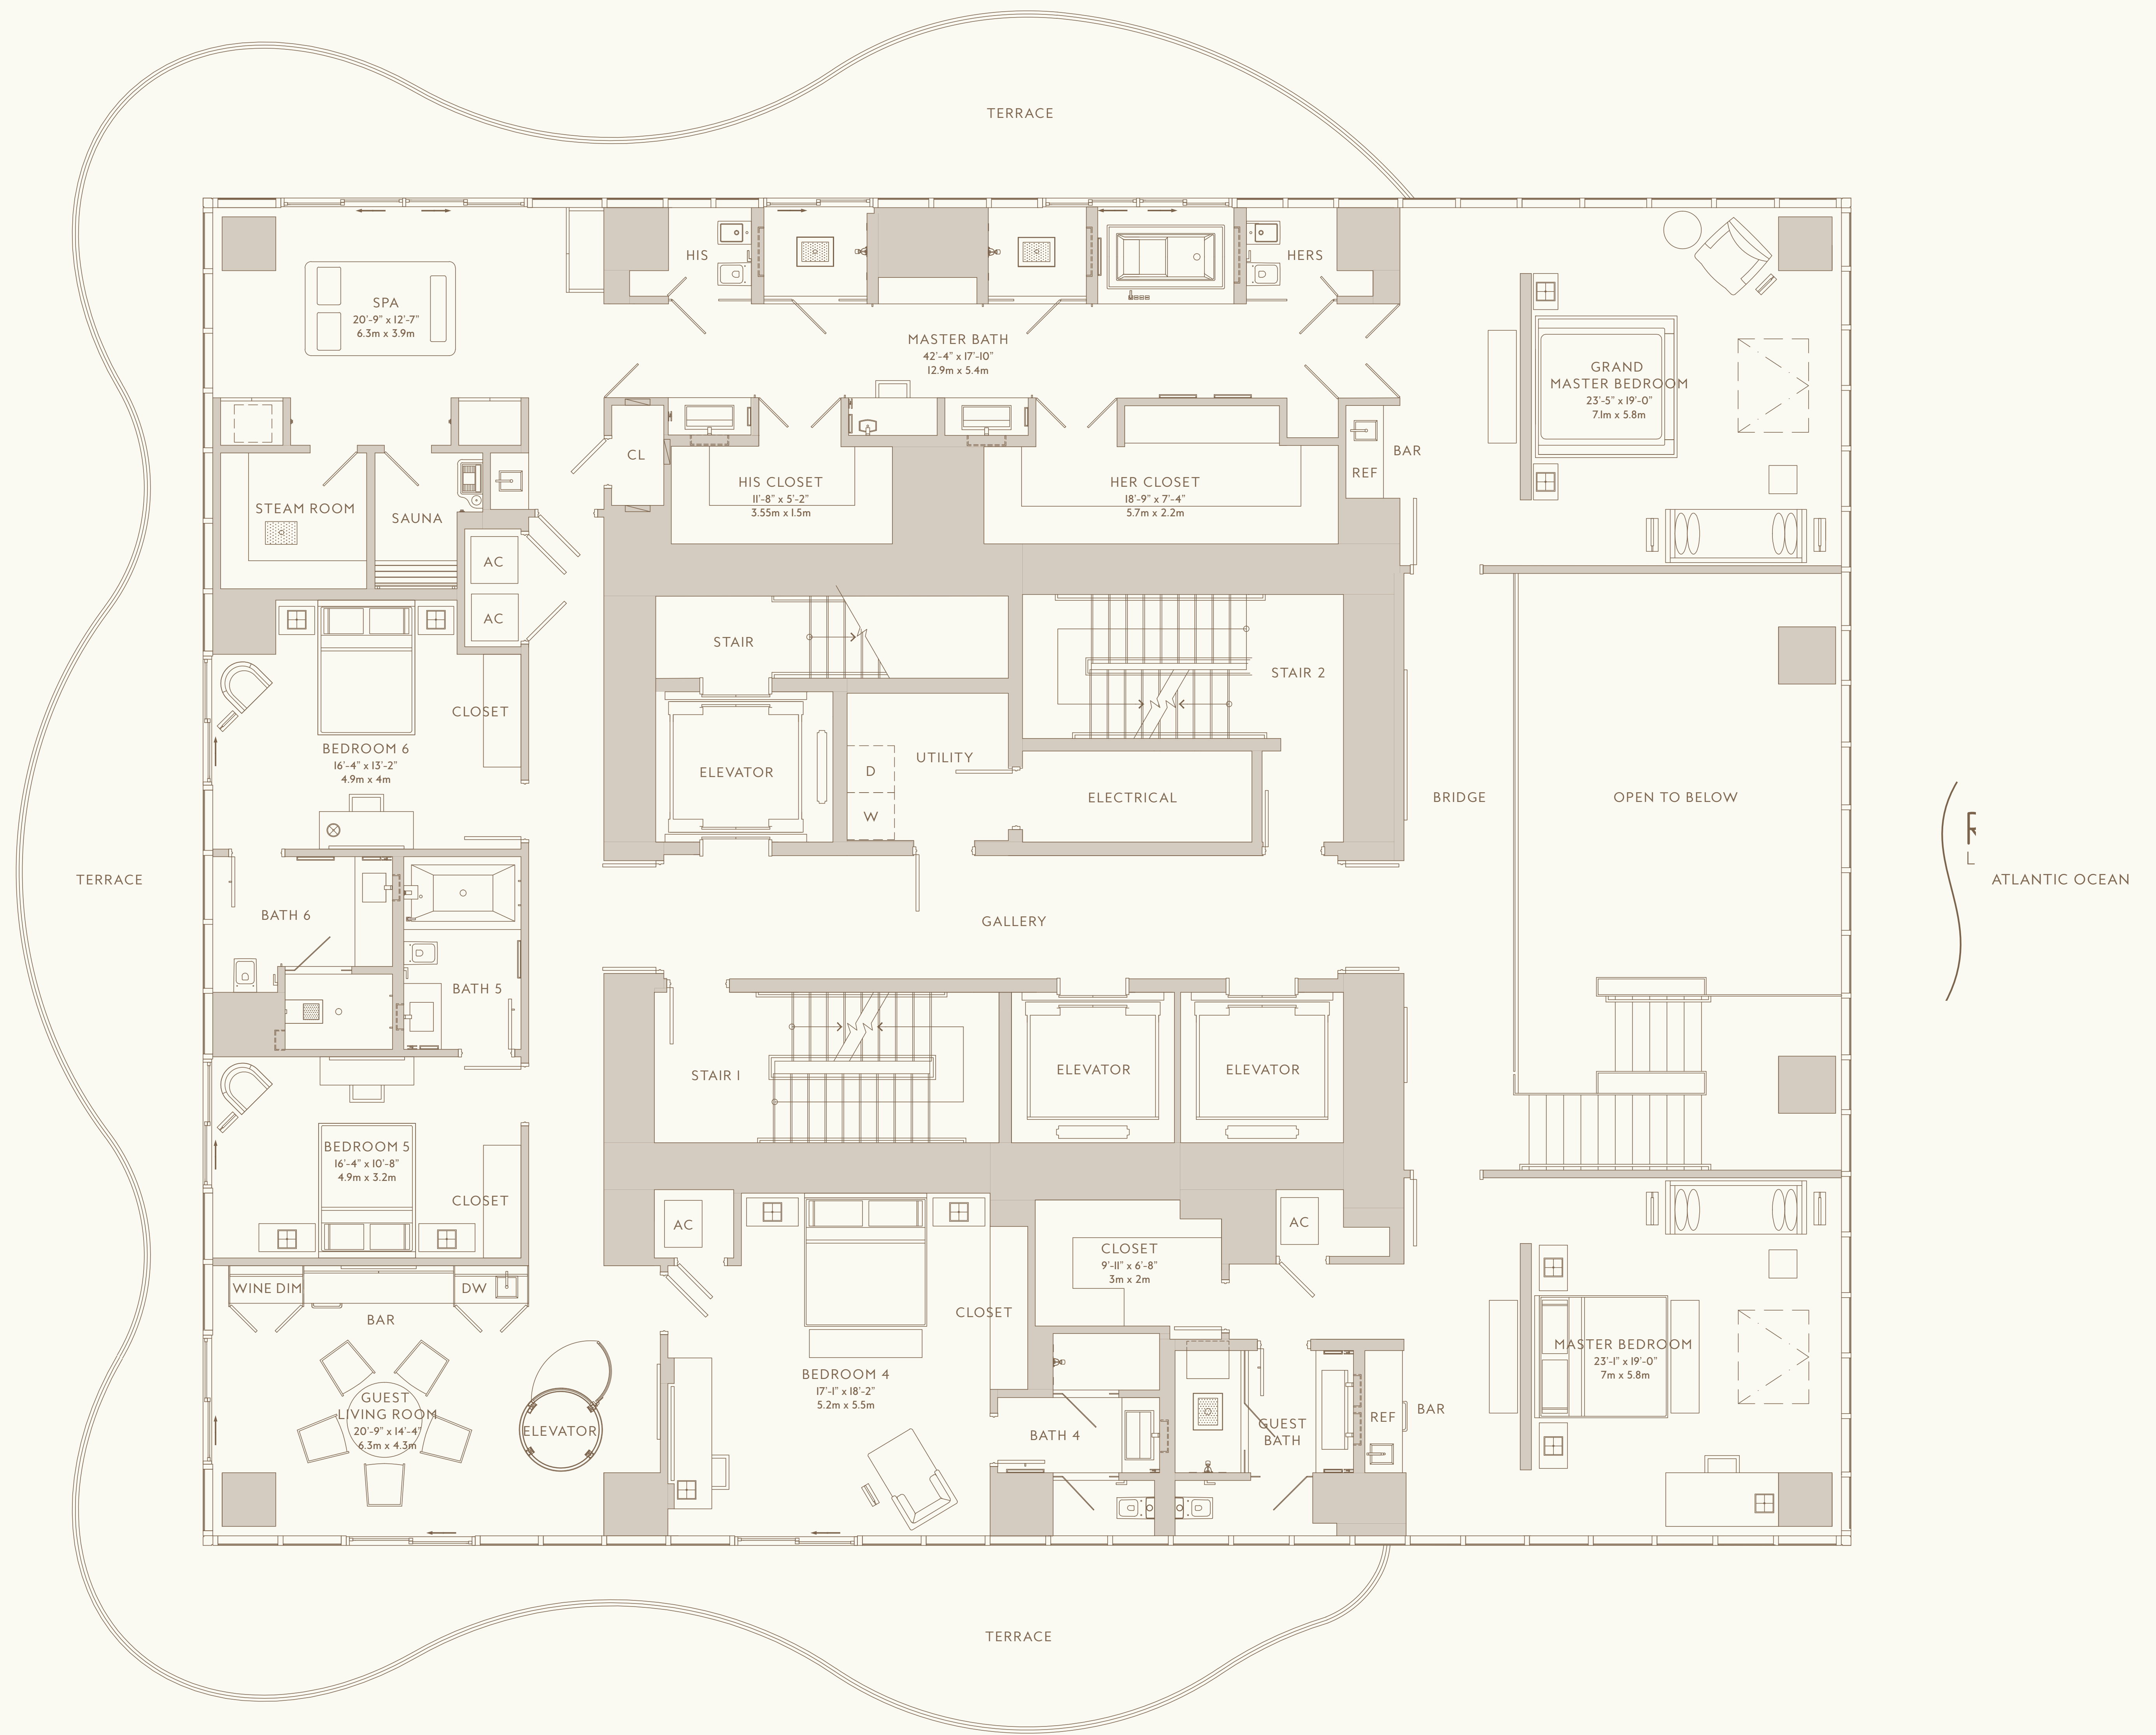 TERRACE
HIS
HERS
SPA
20'-9" x 12'-7"
6.3m x 3.9m
MASTER BATH
42'-4" x 17'-10"
12.9m x 5.4m
GRAND
MASTER BEDROOM
23'-5" x 19'-0"
7.1m x 5.8m
CL
BAR
REF
HIS CLOSET
11'-8" x 5'-2"
3.55m x 1.5m
HER CLOSET
18'-9" x 7'-4"
5.7m x 2.2m
STEAM ROOM
SAUNA
AC
AC
STAIR
STAIR 2
CLOSET
BEDROOM 6
16'-4" x 13'-2"
4.9m x 4m
ELEVATOR
UTILITY
D
W
ELECTRICAL
BRIDGE
OPEN TO BELOW
TERRACE
ATLANTIC OCEAN
BATH 6
GALLERY
BATH 5
STAIR 1
ELEVATOR
ELEVATOR
BEDROOM 5
16'-4" x 10'-8"
4.9m x 3.2m
CLOSET
AC
AC
CLOSET
9'-11" x 6'-8"
3m x 2m
WINE DIM
DW
BAR
CLOSET
MASTER BEDROOM
23'-1" x 19'-0"
7m x 5.8m
BEDROOM 4
17'-1" x 18'-2"
5.2m x 5.5m
GUEST
LIVING ROOM
20'-9" x 14'-4"
6.3m x 4.3m
ELEVATOR
BATH 4
GUEST
BATH
REF
BAR
TERRACE